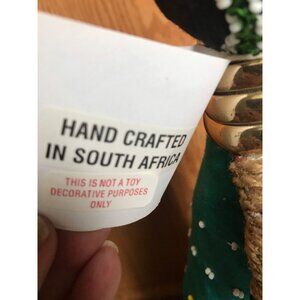 HAND CRAFTED
IN SOUTH AFRICA
THIS IS NOT A TOY
DECORATIVE PURPOSES
ONLY